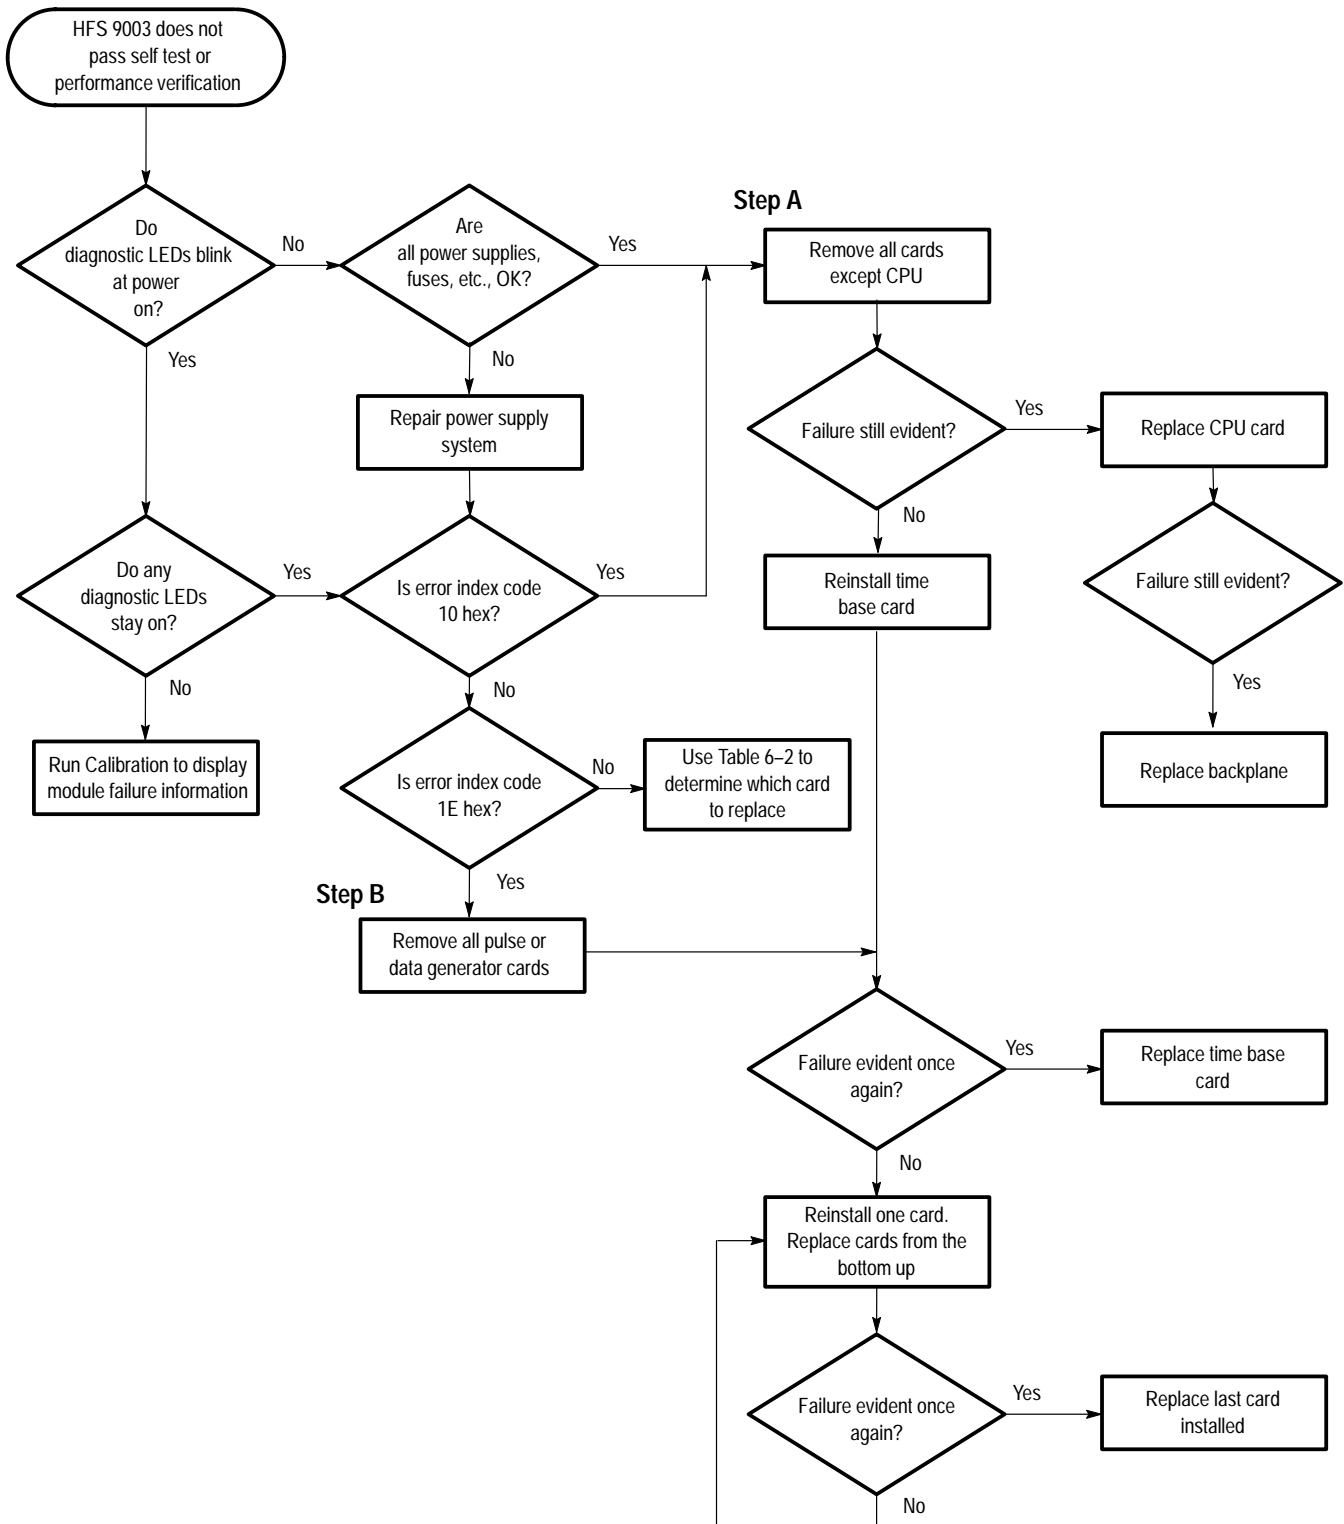 HFS 9003 does not
pass self test or
performance verification
Do
diagnostic LEDs blink
at power
on?
No
Yes
Are
all power supplies,
fuses, etc., OK?
Yes
No
Step A
Remove all cards
except CPU
Repair power supply
system
Failure still evident?
Yes
No
Replace CPU card
Do any
diagnostic LEDs
stay on?
Yes
No
Is error index code
10 hex?
Yes
No
Reinstall time
base card
Failure still evident?
Yes
Run Calibration to display
module failure information
Is error index code
1E hex?
No
Yes
Use Table 6–2 to
determine which card
to replace
Replace backplane
Step B
Remove all pulse or
data generator cards
Failure evident once
again?
Yes
No
Replace time base
card
Reinstall one card.
Replace cards from the
bottom up
Failure evident once
again?
Yes
No
Replace last card
installed